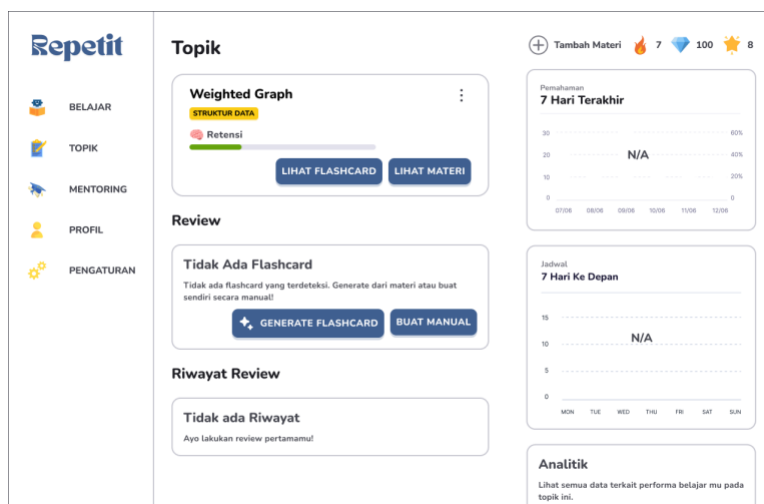 Repetit
BELAJAR
TOPIK
MENTORING
PROFIL
PENGATURAN
Topik
Weighted Graph
STRUKTUR DATA
Retensi
LIHAT FLASHCARD
LIHAT MATERI
Review
Tidak Ada Flashcard
Tidak ada flashcard yang terdeteksi. Generate dari materi atau buat
sendiri secara manual!
GENERATE FLASHCARD
BUAT MANUAL
Riwayat Review
Tidak ada Riwayat
Ayo lakukan review pertamamu!
Tambah Materi 7 100 8
Pemahaman
7 Hari Terakhir
30 60%
20 N/A 40%
10 20%
0 0
07/06 08/06 09/06 10/06 11/06 12/06
Jadwal
7 Hari Ke Depan
15
N/A
10
5
0
MON TUE WED THU FRI SAT SUN
Analitik
Lihat semua data terkait performa belajar mu pada
topik ini.